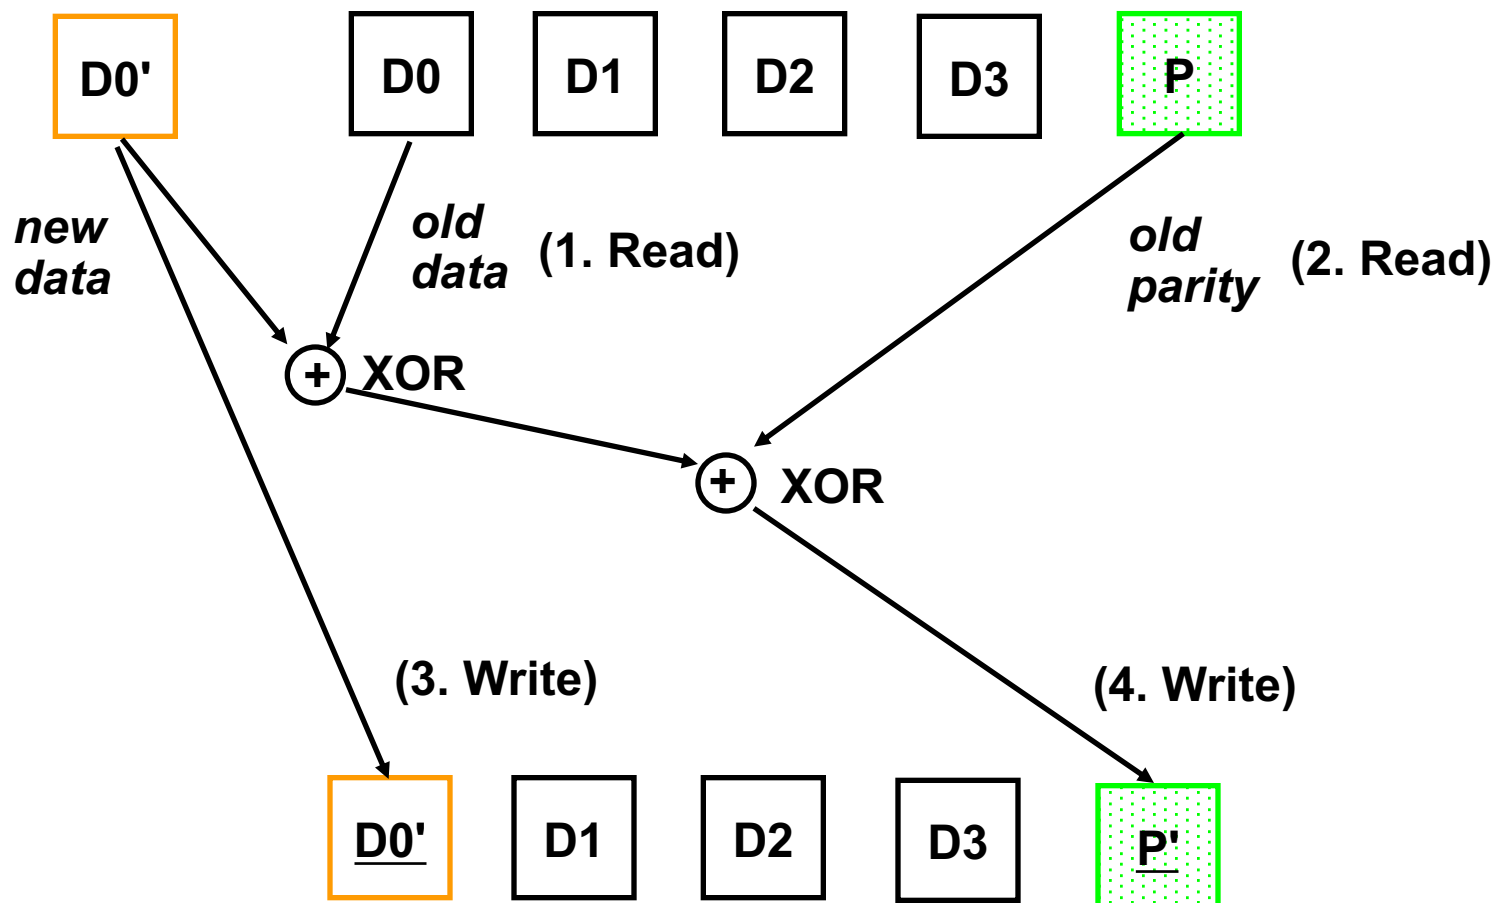 D0'
D0
D1
D2
D3
P
new
data
old
data
(1. Read)
old
parity
(2. Read)
+
XOR
+
XOR
(3. Write)
(4. Write)
D0'
D1
D2
D3
P'